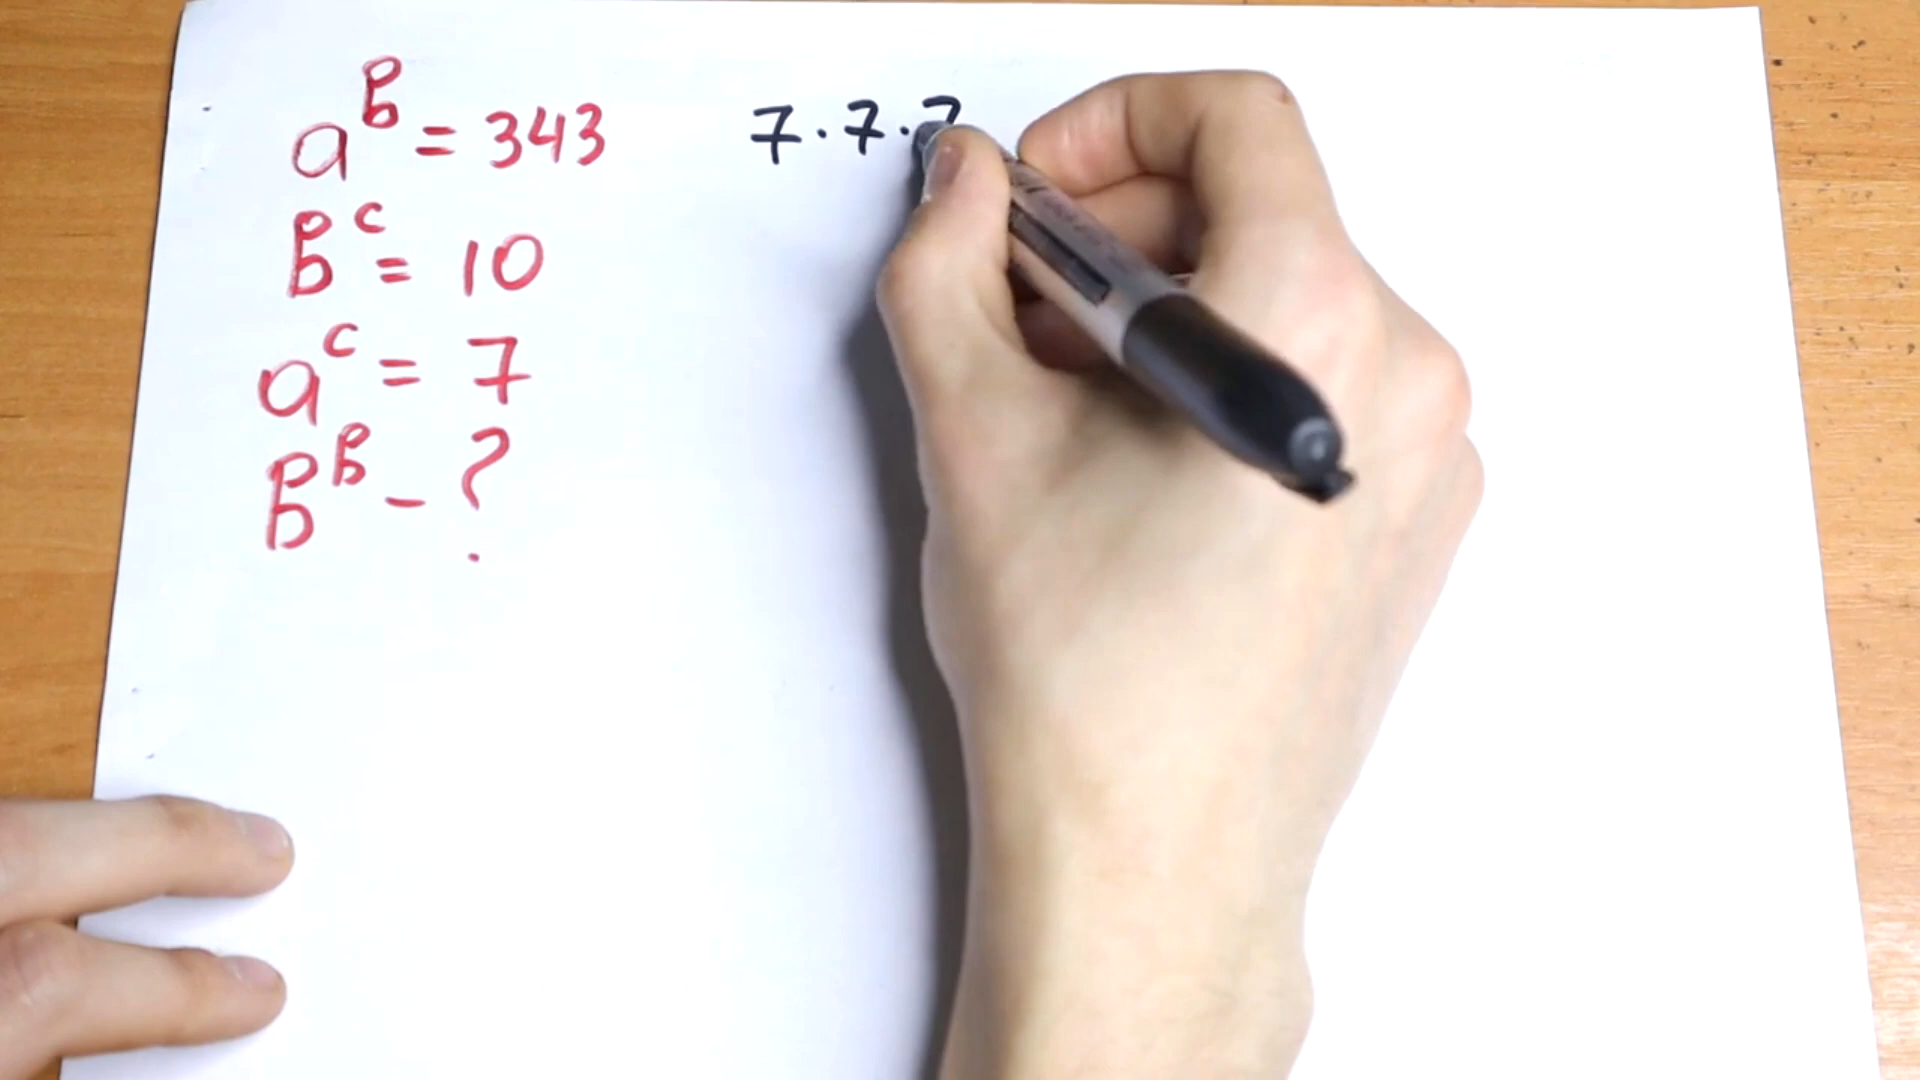 a^B = 343
B^c = 10
a^c = 7
B^B - ?
7 · 7 · 7